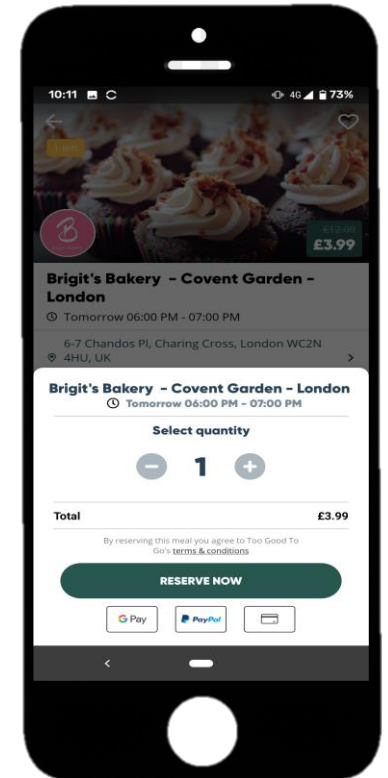 10:11 4G 73%
1 left
B
£12.00
£3.99
Brigit's Bakery – Covent Garden –
London
Tomorrow 06:00 PM - 07:00 PM
6-7 Chandos Pl, Charing Cross, London WC2N
4HU, UK
Brigit's Bakery – Covent Garden – London
Tomorrow 06:00 PM – 07:00 PM
Select quantity
1
Total £3.99
By reserving this meal you agree to Too Good To
Go's terms & conditions
RESERVE NOW
G Pay PayPal